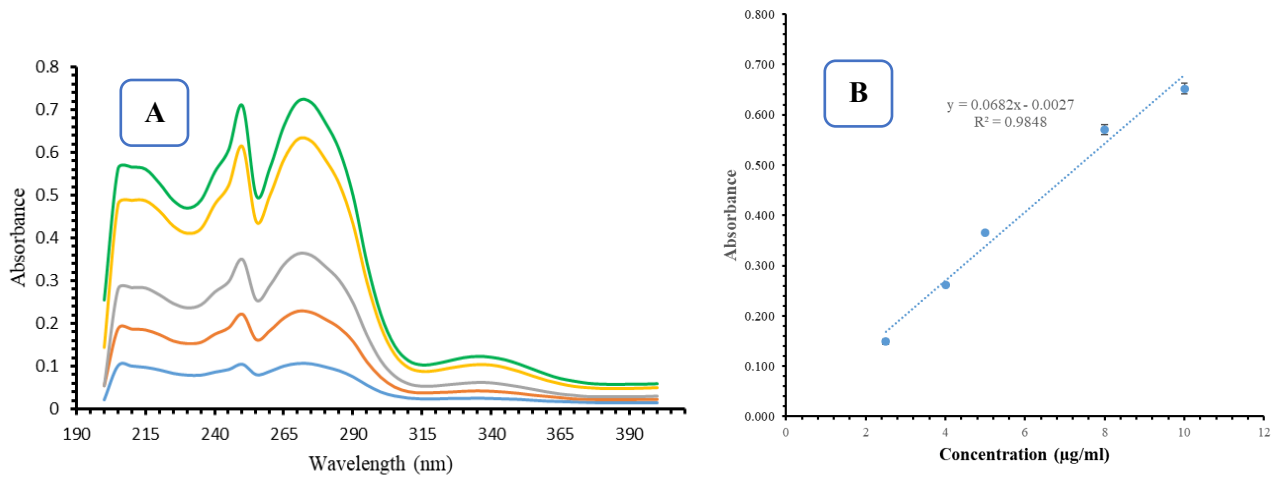 A
Absorbance
0.8
0.7
0.6
0.5
0.4
0.3
0.2
0.1
0
190 215 240 265 290 315 340 365 390
Wavelength (nm)
B
y = 0.0682x - 0.0027
R² = 0.9848
Absorbance
0.800
0.700
0.600
0.500
0.400
0.300
0.200
0.100
0.000
0 2 4 6 8 10 12
Concentration (µg/ml)